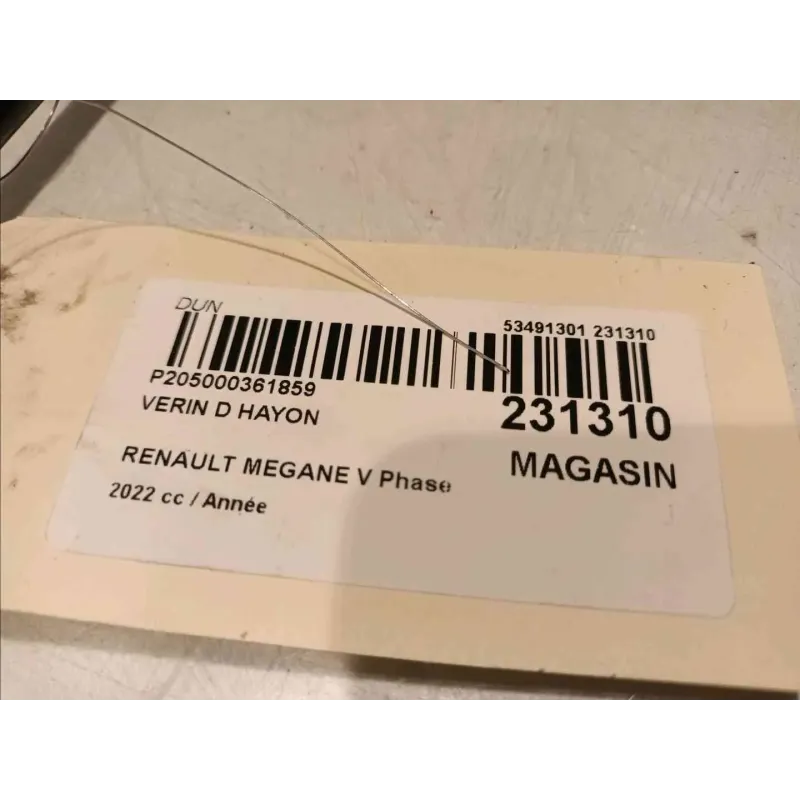 DUN
53491301 231310
P205000361859
231310
VERIN D HAYON
MAGASIN
RENAULT MEGANE V Phase
2022 cc / Année